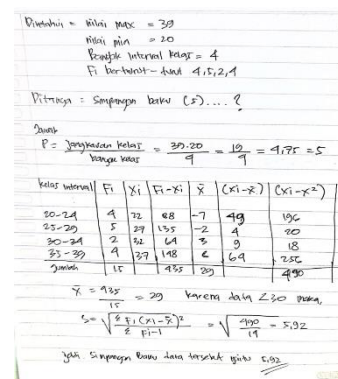 Diketahui = nilai max = 39
nilai min = 20
Banyak Interval kelas = 4
Fi berturut-turut 4,5,2,4
Ditanya : Simpangan baku (s)....?
Jawab
P = Jangkauan kelas / banyak kelas = 39-20 / 4 = 19 / 4 = 4,75 = 5
kelas interval Fi Xi Fi-Xi x̄ (xi-x̄) (xi-x²)
20-24 4 22 88 -7 49 196
25-29 5 27 135 -2 4 20
30-34 2 32 64 3 9 18
35-39 4 37 148 8 64 256
Jumlah 15 435 29 490
x̄ = 435 / 15 = 29 karena data <30 maka,
S = √ Σ Fi (xi-x̄)² / Σ Fi-1 = √ 490 / 14 = 5,92
Jadi Simpangan Baku data tersebut yaitu 5,92